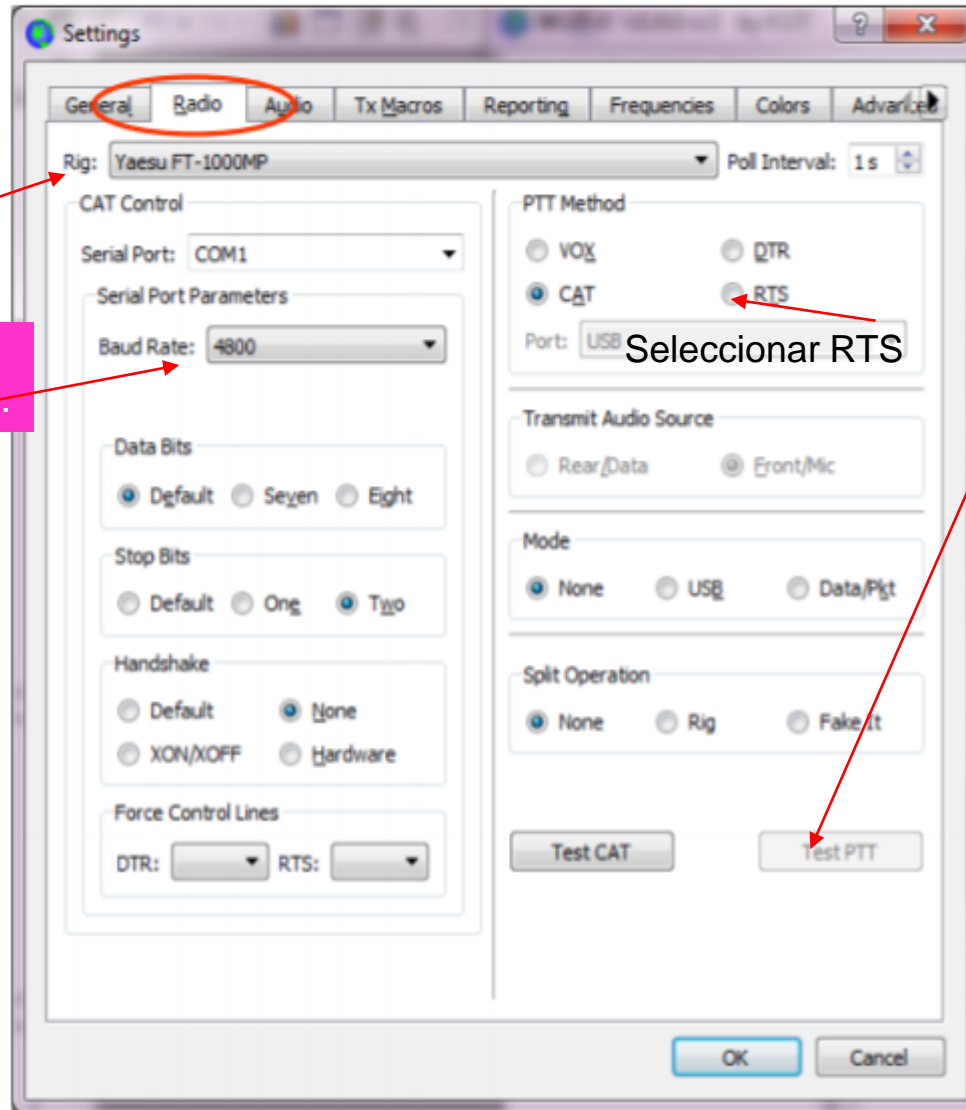 Settings
General Radio Audio Tx Macros Reporting Frequencies Colors Advanced
Rig: Yaesu FT-1000MP Poll Interval: 1 s
CAT Control
Serial Port: COM1
Serial Port Parameters
Baud Rate: 4800
.
Data Bits
Default Seven Eight
Stop Bits
Default One Two
Handshake
Default None
XON/XOFF Hardware
Force Control Lines
DTR: RTS:
PTT Method
VOX DTR
CAT RTS
Port: USB
Seleccionar RTS
Transmit Audio Source
Rear/Data Front/Mic
Mode
None USB Data/Pkt
Split Operation
None Rig Fake It
Test CAT Test PTT
OK Cancel